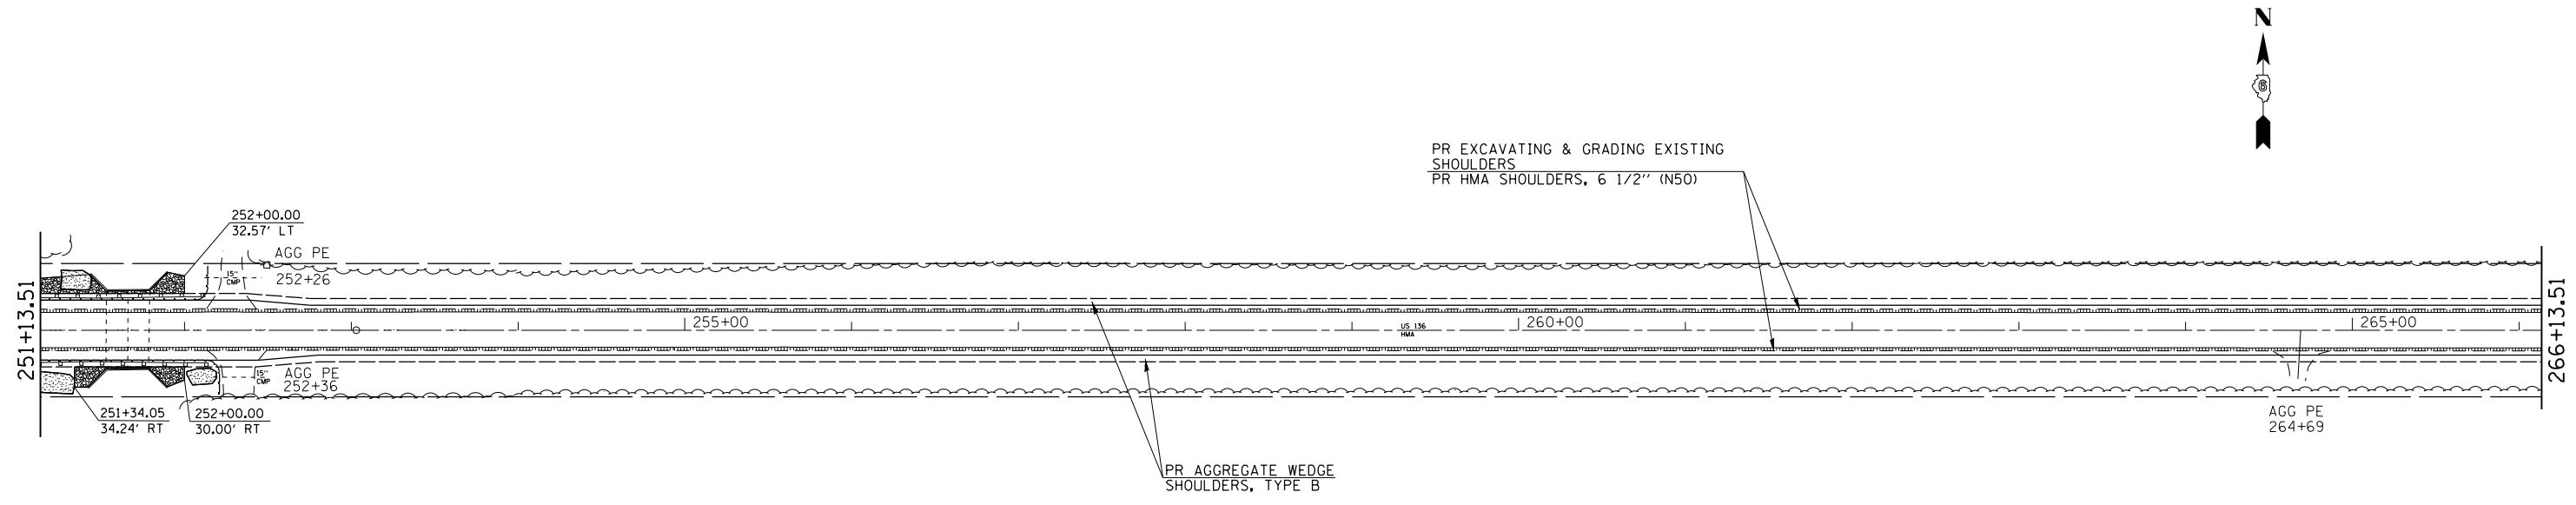 N
6
PR EXCAVATING & GRADING EXISTING
SHOULDERS
PR HMA SHOULDERS, 6 1/2" (N50)
252+00.00
32.57' LT
AGG PE
252+26
15"
CMP
251+13.51
255+00
US 136
HMA
260+00
265+00
266+13.51
15"
CMP
AGG PE
252+36
251+34.05
34.24' RT
252+00.00
30.00' RT
AGG PE
264+69
PR AGGREGATE WEDGE
SHOULDERS, TYPE B